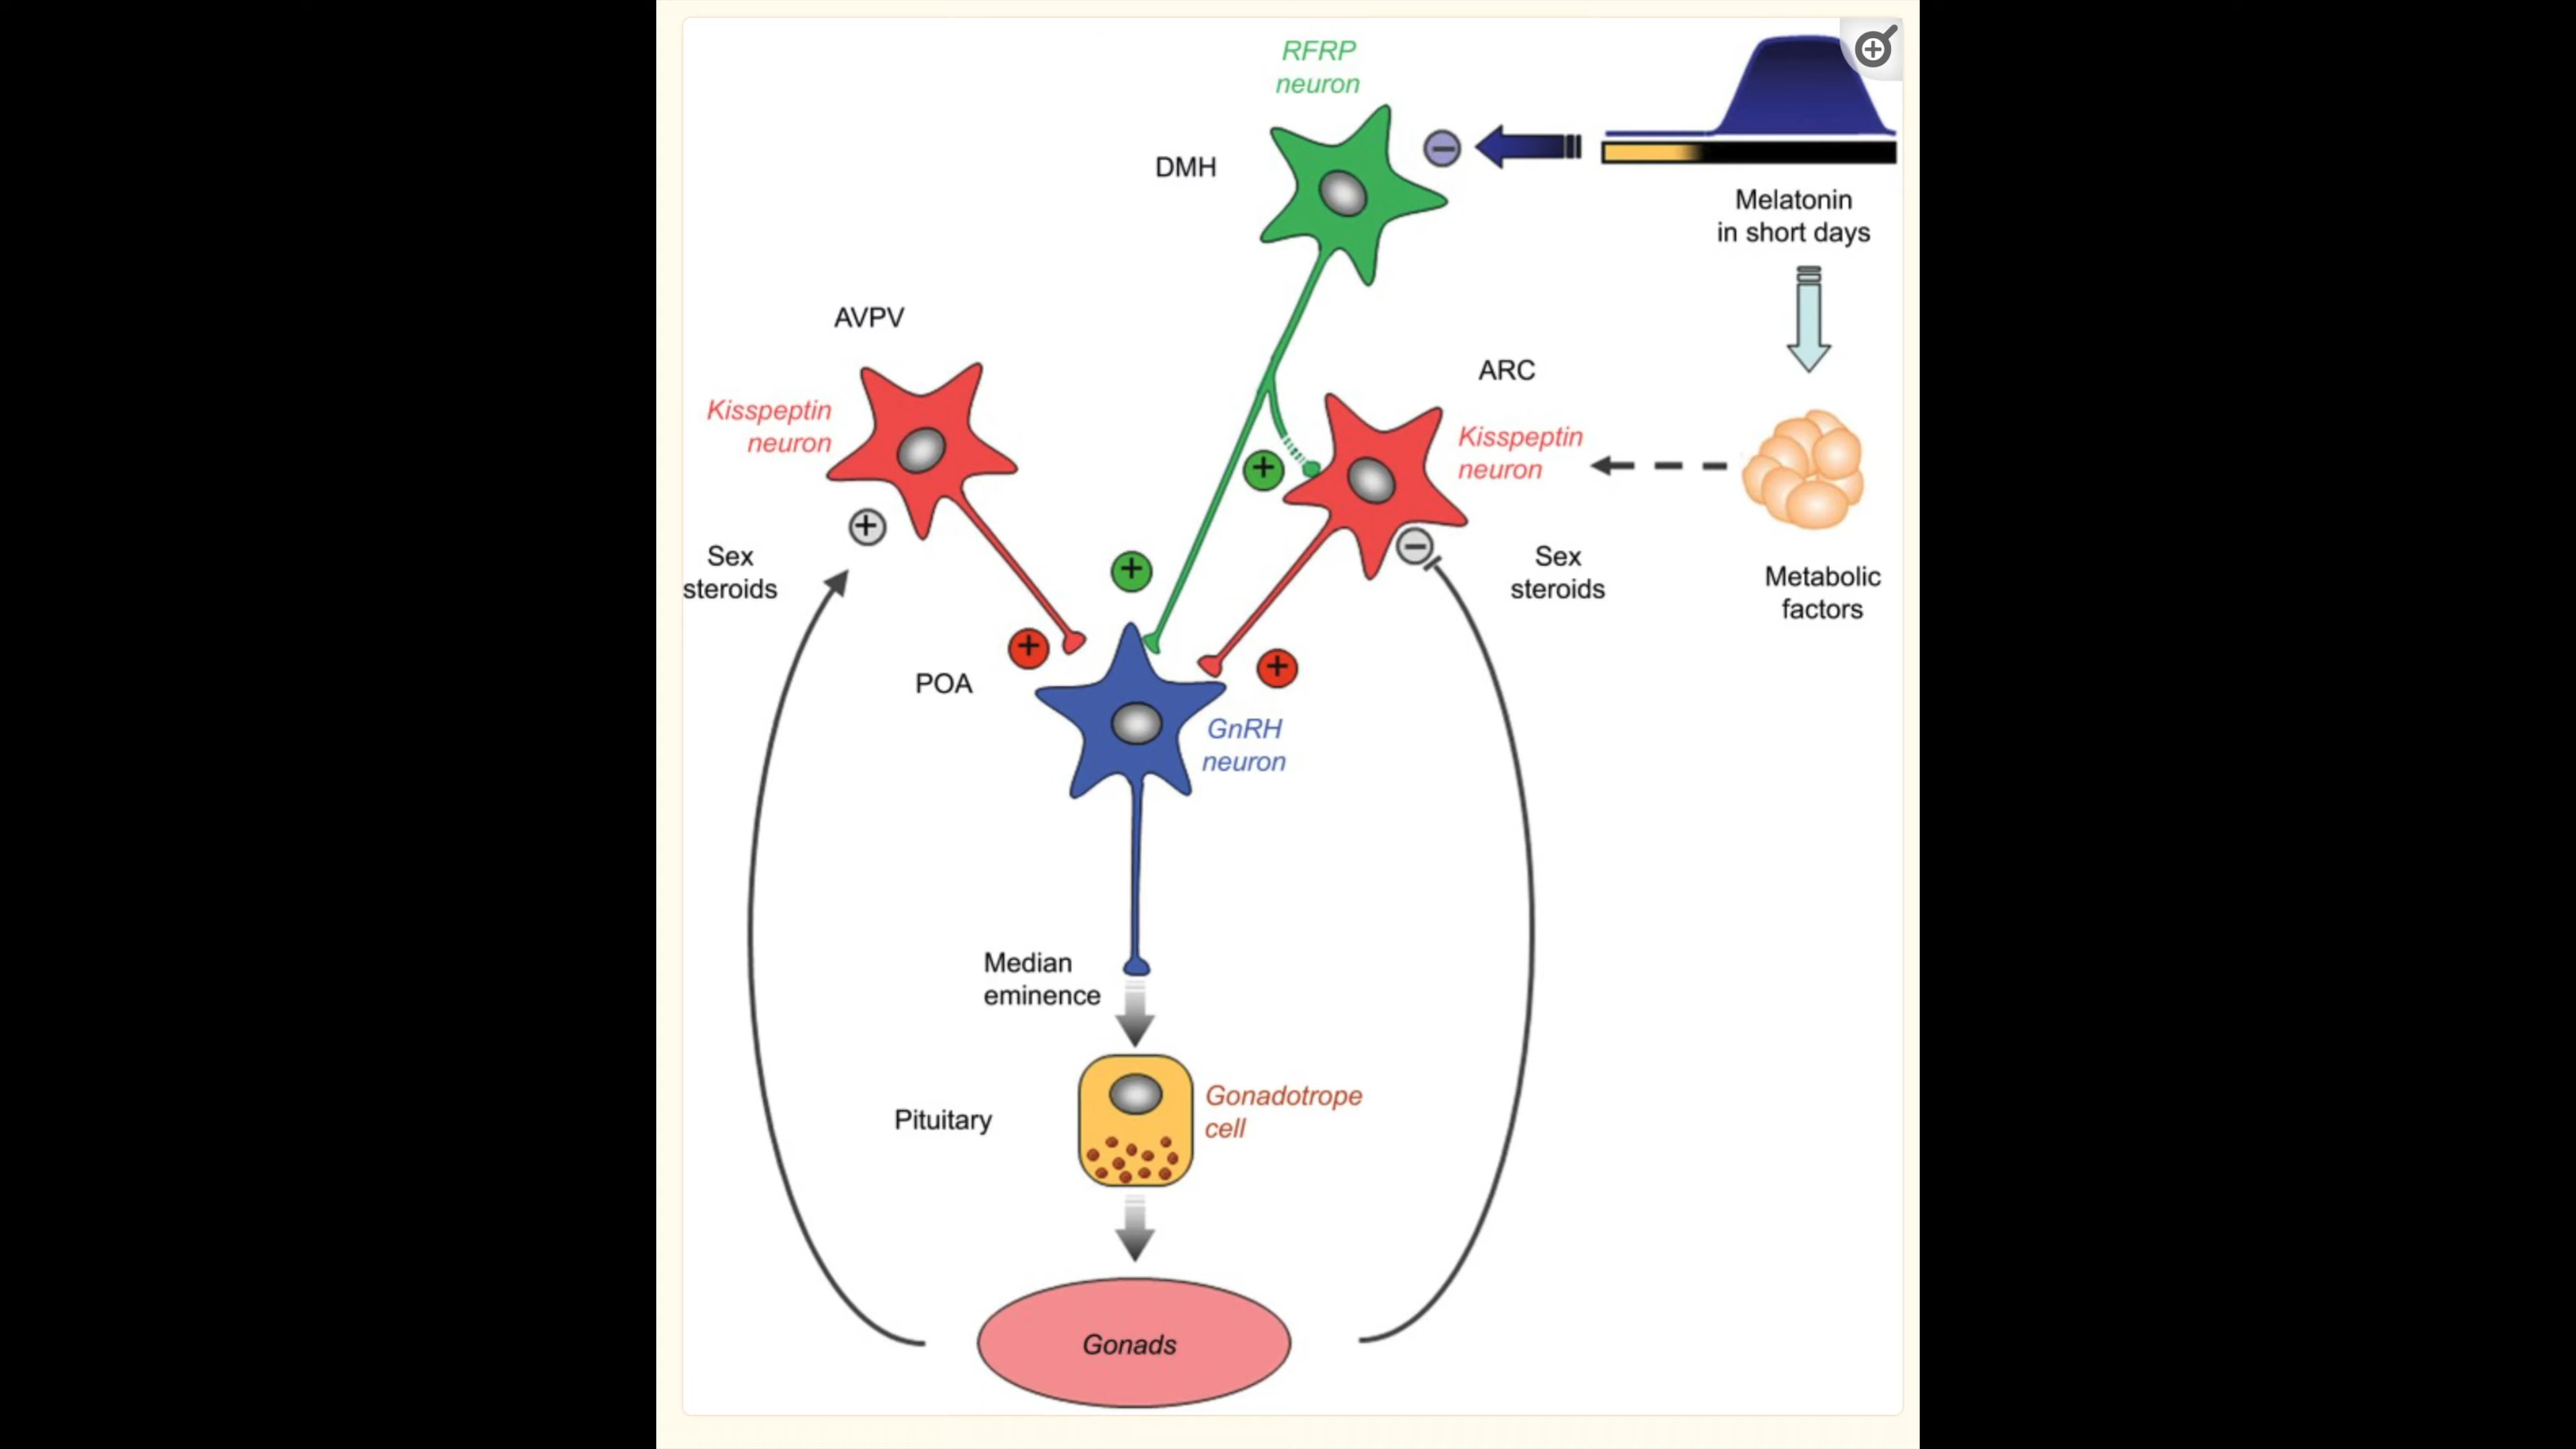 RFRP
neuron
DMH
Melatonin
in short days
AVPV
ARC
Kisspeptin
neuron
Kisspeptin
neuron
Sex
steroids
Sex
steroids
Metabolic
factors
POA
GnRH
neuron
Median
eminence
Pituitary
Gonadotrope
cell
Gonads